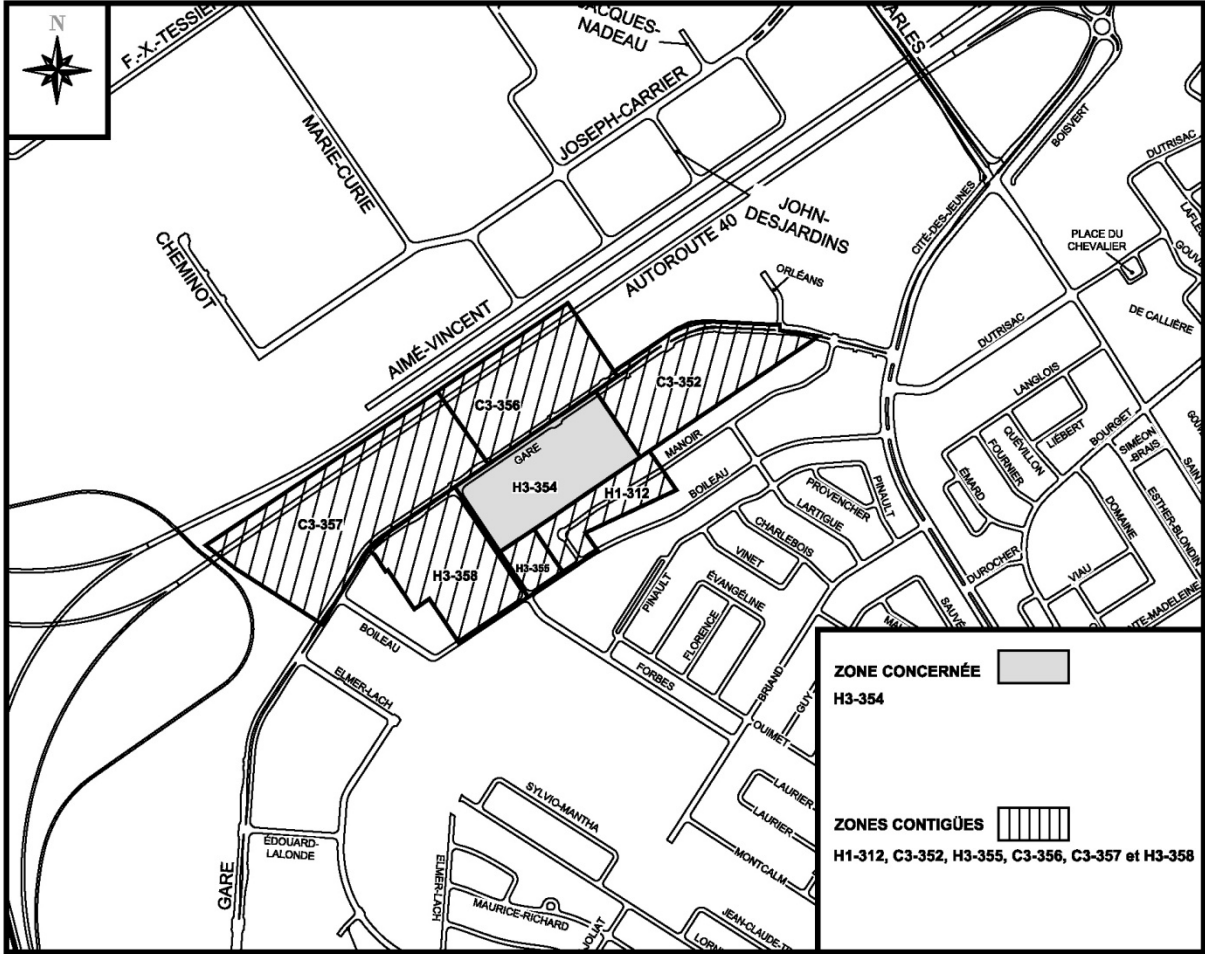 N
F.-X.-TESSIER
JACQUES-
NADEAU
MARIE-CURIE
JOSEPH-CARRIER
CHEMINOT
JOHN-
DESJARDINS
AUTOROUTE 40
AIMÉ-VINCENT
CITÉ-DES-JEUNES
BOISVERT
DUTRISAC
PLACE DU
CHEVALIER
DE CALLIÈRE
ORLÉANS
DUTRISAC
C3-352
C3-356
GARE
H3-354
MANOIR
BOILEAU
H1-312
C3-357
H3-358
H3-355
LANGLOIS
LIÉBERT
BOURGET
QUÉVILLON
FOURNIER
ÉMARD
SIMÉON-
BRAIS
ESTHER-BLONDIN
DOMAINE
DUROCHER
VIAU
PINAULT
PROVENCHER
LARTIGUE
CHARLEBOIS
VINET
ÉVANGÉLINE
FLORENCE
PINAULT
BRIAND
FORBES
OUIMET
LAURIER
LAURIER
MONTCALM
BOILEAU
ELMER-LACH
SYLVIO-MANTHA
ÉDOUARD-
LALONDE
GARE
ELMER-LACH
MAURICE-RICHARD
JOLIAT
ZONE CONCERNÉE
H3-354
ZONES CONTIGÜES
H1-312, C3-352, H3-355, C3-356, C3-357 et H3-358